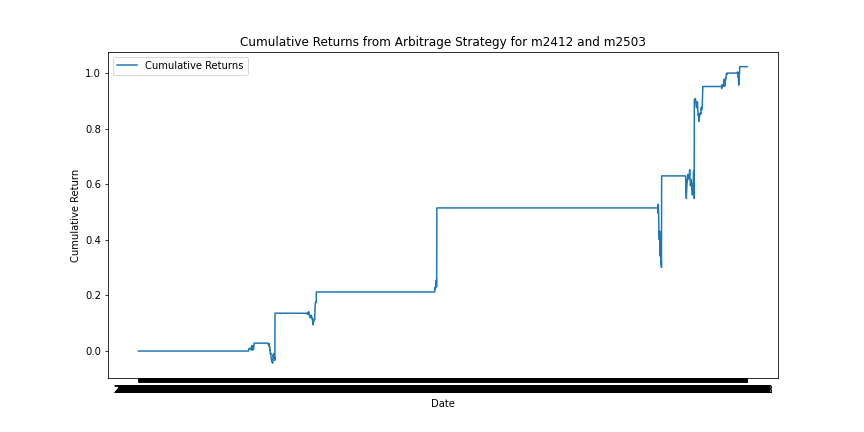 Cumulative Returns from Arbitrage Strategy for m2412 and m2503
Cumulative Returns
1.0
0.8
0.6
0.4
0.2
0.0
Cumulative Return
Date